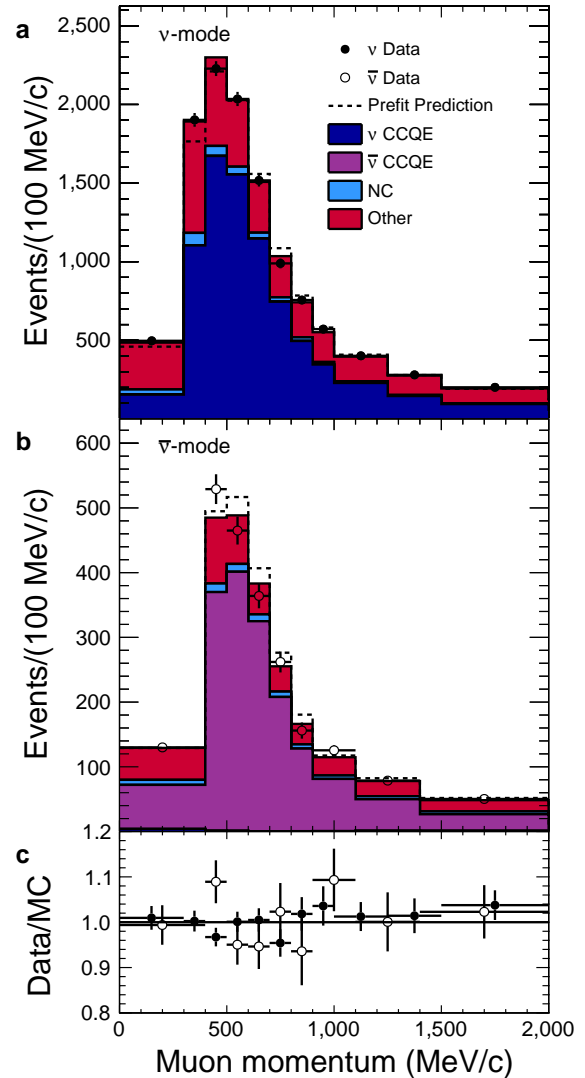 a
ν-mode
ν Data
ν̅ Data
Prefit Prediction
ν CCQE
ν̅ CCQE
NC
Other
2,500
2,000
1,500
1,000
500
Events/(100 MeV/c)
b
ν̅-mode
600
500
400
300
200
100
Events/(100 MeV/c)
c
1.2
1.1
1.0
0.9
0.8
Data/MC
0 500 1,000 1,500 2,000
Muon momentum (MeV/c)